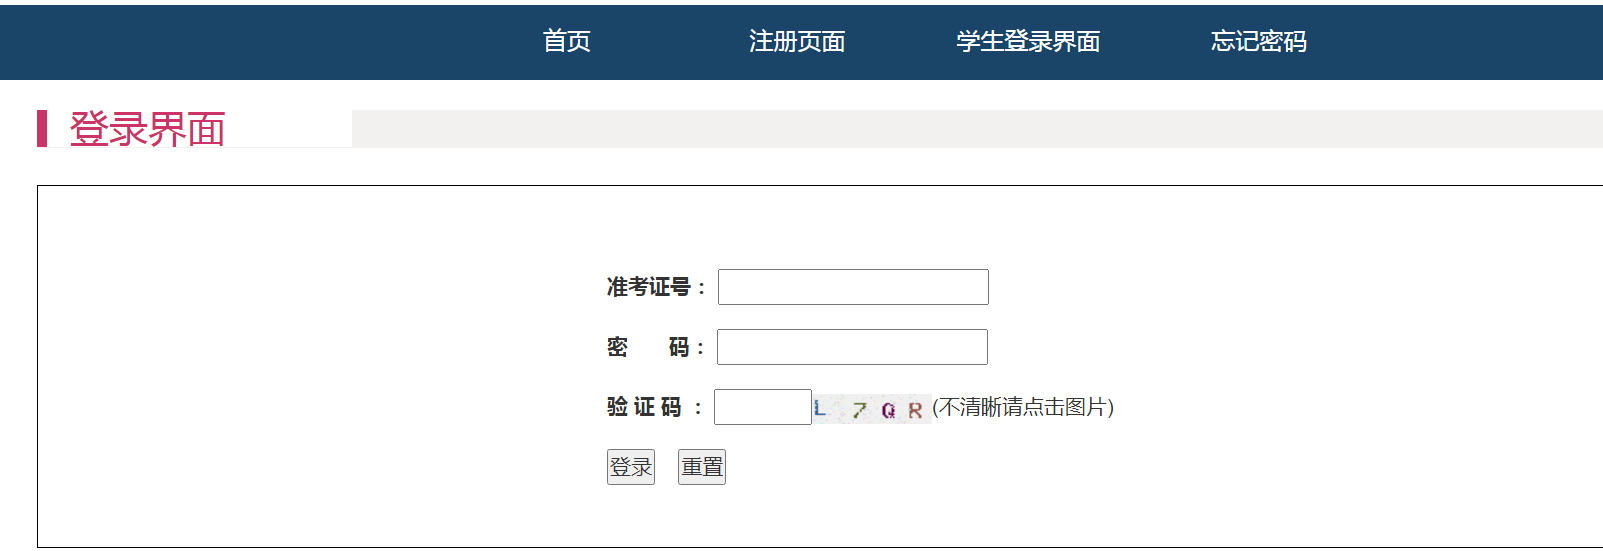 首页 注册页面 学生登录界面 忘记密码
登录界面
准考证号：
密 码：
验 证 码 ： L 7 Q R (不清晰请点击图片)
登录 重置